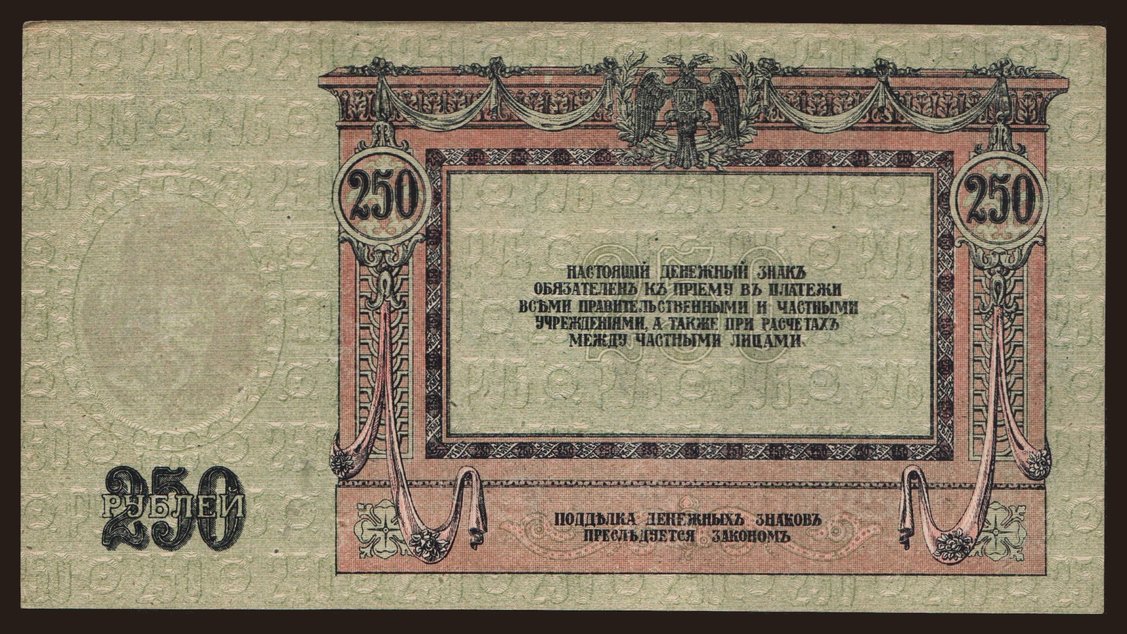 250
250
НАСТОЯЩІЙ ДЕНЕЖНЫЙ ЗНАКЪ
ОБЯЗАТЕЛЕНЪ КЪ ПРІЕМУ ВЪ ПЛАТЕЖИ
ВСѢМИ ПРАВИТЕЛЬСТВЕННЫМИ И ЧАСТНЫМИ
УЧРЕЖДЕНІЯМИ, А ТАКЖЕ ПРИ РАСЧЕТАХЪ
МЕЖДУ ЧАСТНЫМИ ЛИЦАМИ.
250
250
РУБЛЕЙ
ПОДДѢЛКА ДЕНЕЖНЫХЪ ЗНАКОВЪ
ПРЕСЛѢДУЕТСЯ ЗАКОНОМЪ